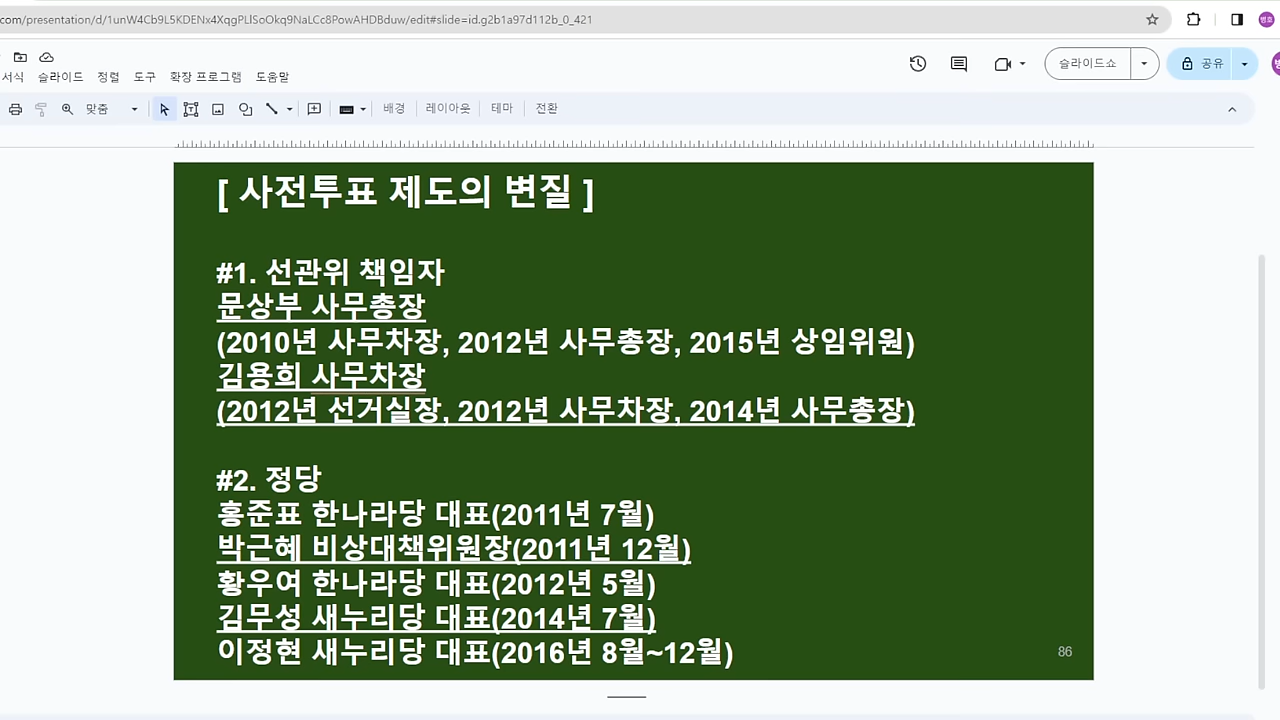 com/presentation/d/1unW4Cb9L5KDENx4XqgPLlSoOkq9NaLCc8PowAHDBduw/edit#slide=id.g2b1a97d112b_0_421
서식 슬라이드 정렬 도구 확장 프로그램 도움말
슬라이드쇼
공유
맞춤
배경 레이아웃 테마 전환
[ 사전투표 제도의 변질 ]
#1. 선관위 책임자
문상부 사무총장
(2010년 사무차장, 2012년 사무총장, 2015년 상임위원)
김용희 사무차장
(2012년 선거실장, 2012년 사무차장, 2014년 사무총장)
#2. 정당
홍준표 한나라당 대표(2011년 7월)
박근혜 비상대책위원장(2011년 12월)
황우여 한나라당 대표(2012년 5월)
김무성 새누리당 대표(2014년 7월)
이정현 새누리당 대표(2016년 8월~12월)
86